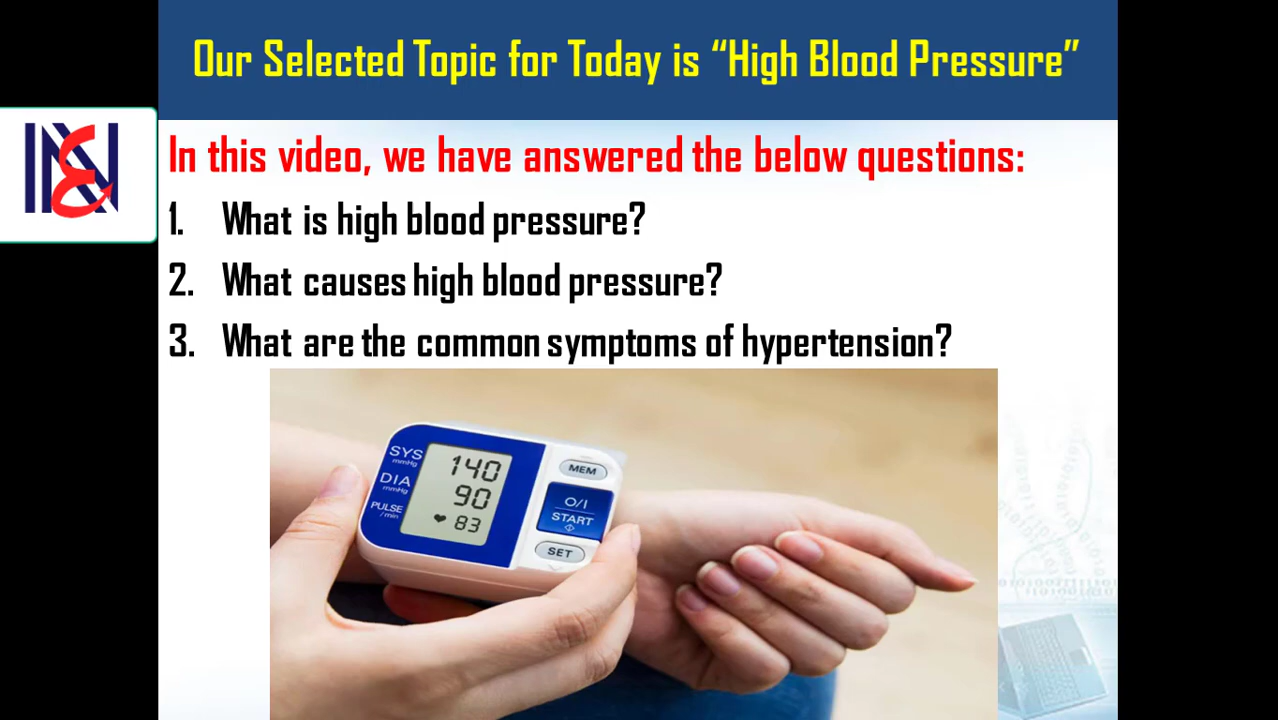 Our Selected Topic for Today is “High Blood Pressure”
In this video, we have answered the below questions:
1. What is high blood pressure?
2. What causes high blood pressure?
3. What are the common symptoms of hypertension?
SYS
mmHg
140
DIA
mmHg
90
PULSE
/min
83
MEM
O/I
START
SET